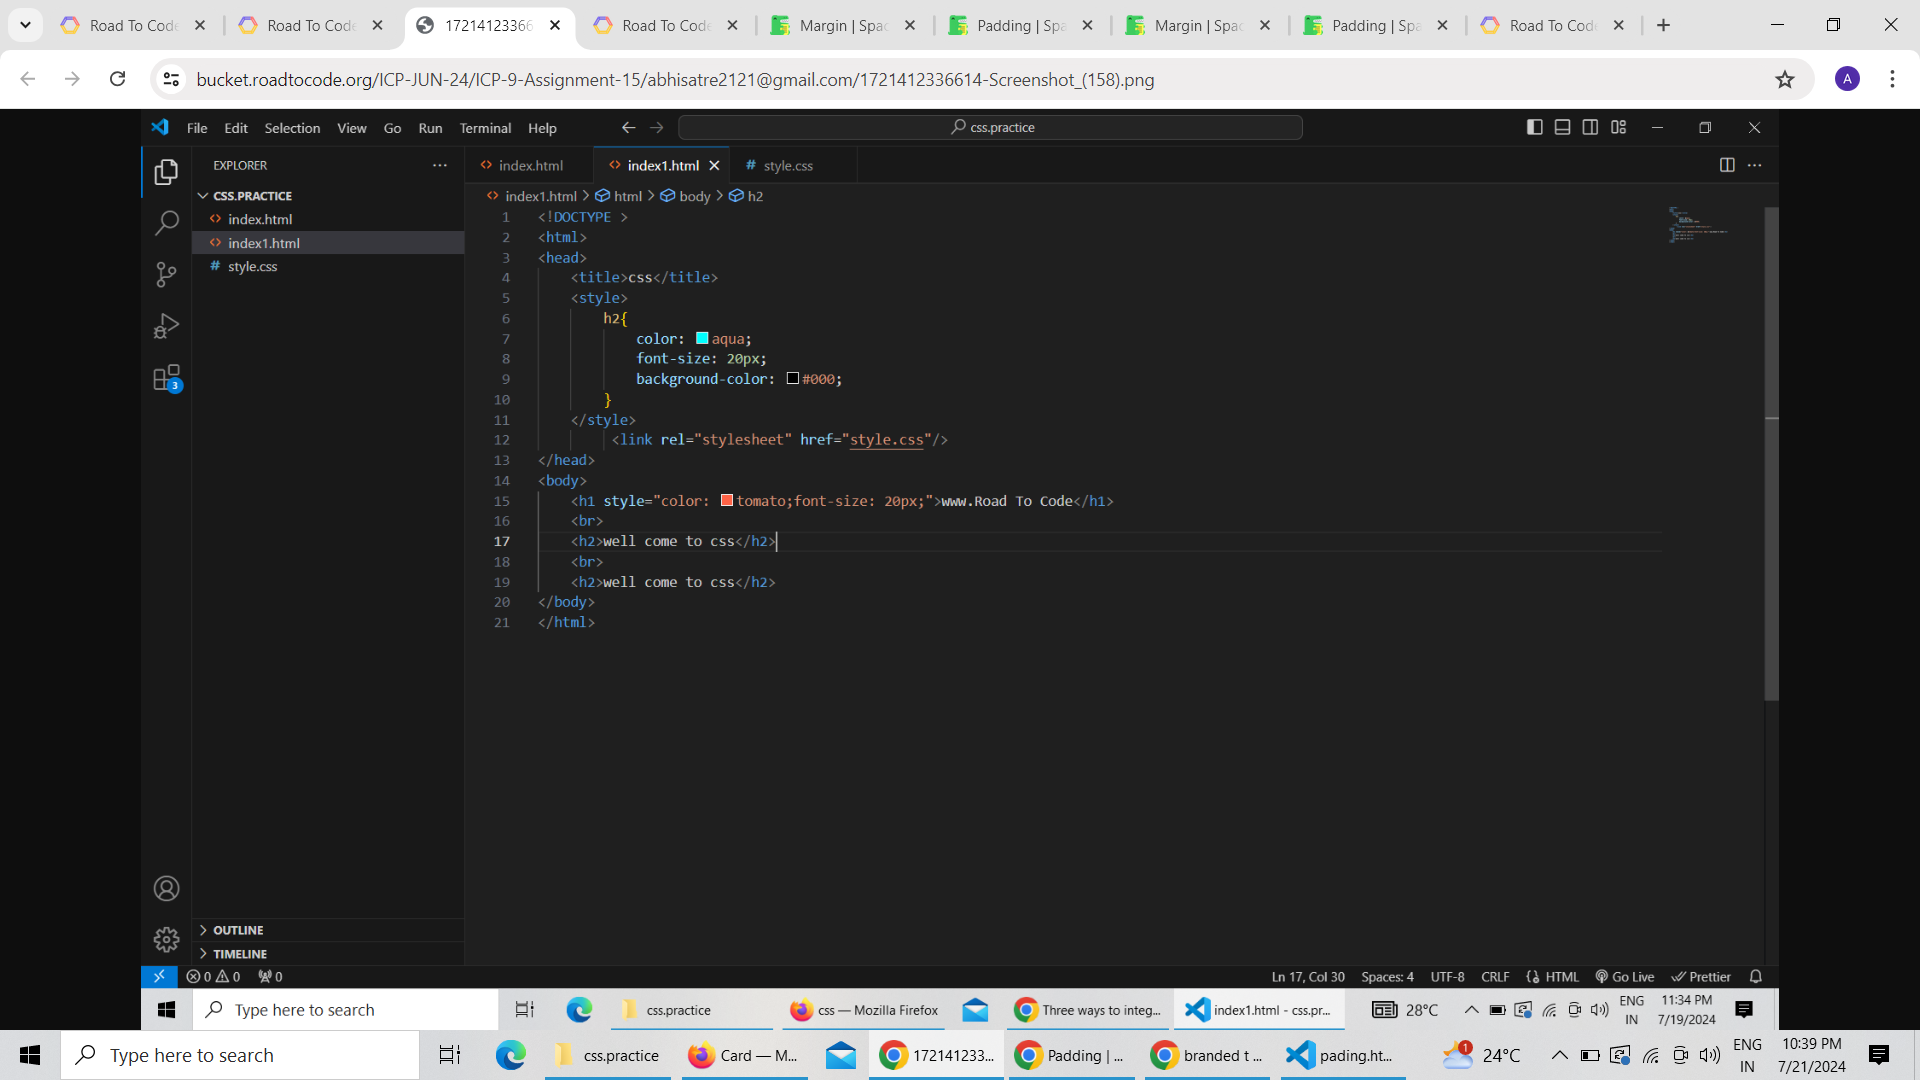 Road To Code
Road To Code
1721412336
Road To Code
Margin | Spac
Padding | Spa
Margin | Spac
Padding | Spa
Road To Code
bucket.roadtocode.org/ICP-JUN-24/ICP-9-Assignment-15/abhisatre2121@gmail.com/1721412336614-Screenshot_(158).png
A
File Edit Selection View Go Run Terminal Help
css.practice
EXPLORER
index.html
index1.html
# style.css
CSS.PRACTICE
index.html
index1.html
# style.css
index1.html > html > body > h2
1 <!DOCTYPE >
2 <html>
3 <head>
4 <title>css</title>
5 <style>
6 h2{
7 color: aqua;
8 font-size: 20px;
9 background-color: #000;
10 }
11 </style>
12 <link rel="stylesheet" href="style.css"/>
13 </head>
14 <body>
15 <h1 style="color: tomato;font-size: 20px;">www.Road To Code</h1>
16 <br>
17 <h2>well come to css</h2>
18 <br>
19 <h2>well come to css</h2>
20 </body>
21 </html>
3
OUTLINE
TIMELINE
0 0 0
Ln 17, Col 30 Spaces: 4 UTF-8 CRLF {} HTML Go Live Prettier
Type here to search
css.practice
css — Mozilla Firefox
Three ways to integ...
index1.html - css.pr...
28°C
ENG
IN
11:34 PM
7/19/2024
Type here to search
css.practice
Card — M...
172141233...
Padding | ...
branded t ...
pading.ht...
1
24°C
ENG
IN
10:39 PM
7/21/2024